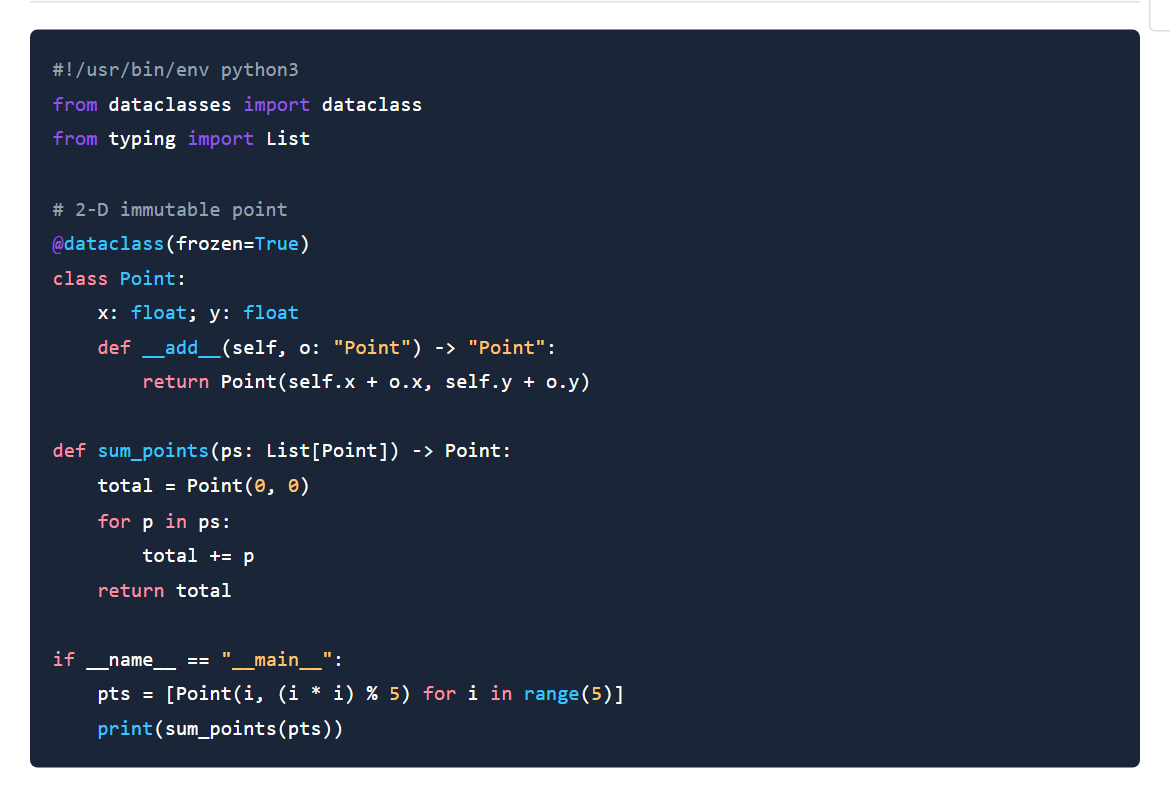 #!/usr/bin/env python3
from dataclasses import dataclass
from typing import List

# 2-D immutable point
@dataclass(frozen=True)
class Point:
    x: float; y: float
    def __add__(self, o: "Point") -> "Point":
        return Point(self.x + o.x, self.y + o.y)

def sum_points(ps: List[Point]) -> Point:
    total = Point(0, 0)
    for p in ps:
        total += p
    return total

if __name__ == "__main__":
    pts = [Point(i, (i * i) % 5) for i in range(5)]
    print(sum_points(pts))